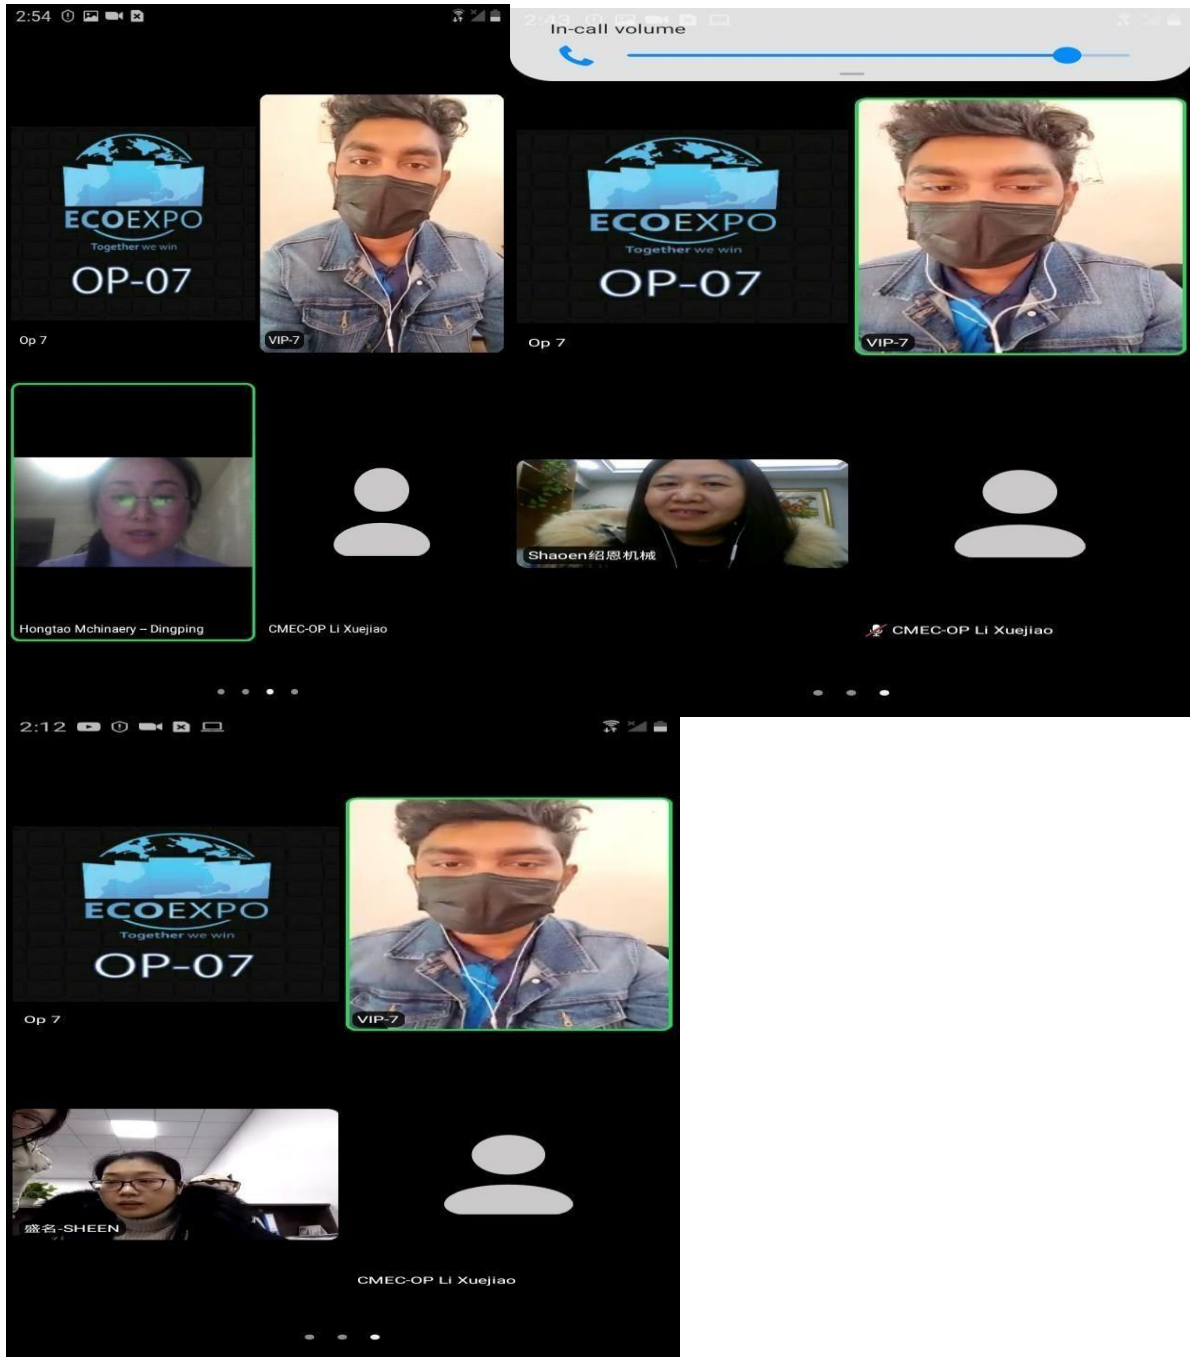 2:54
ECOEXPO
Together we win
OP-07
Op 7
VIP-7
Hongtao Mchinaery – Dingping
CMEC-OP Li Xuejiao
2:43
In-call volume
ECOEXPO
Together we win
OP-07
Op 7
VIP-7
Shaoen绍恩机械
CMEC-OP Li Xuejiao
2:12
ECOEXPO
Together we win
OP-07
Op 7
VIP-7
盛名-SHEEN
CMEC-OP Li Xuejiao